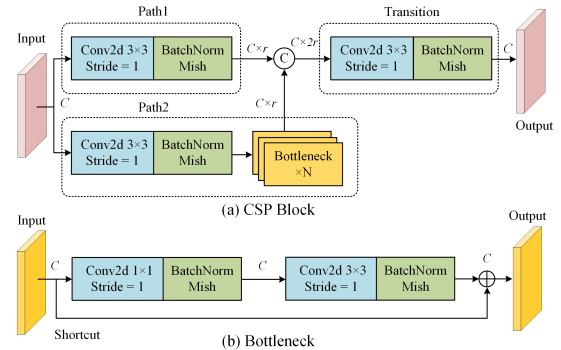 Path1
Transition
Input
Conv2d 3×3
Stride = 1
BatchNorm
Mish
C×r
C
C×2r
Conv2d 3×3
Stride = 1
BatchNorm
Mish
C
C
Path2
C×r
Output
Conv2d 3×3
Stride = 1
BatchNorm
Mish
Bottleneck
×N
(a) CSP Block
Input
Output
C
Conv2d 1×1
Stride = 1
BatchNorm
Mish
C
Conv2d 3×3
Stride = 1
BatchNorm
Mish
C
Shortcut
(b) Bottleneck